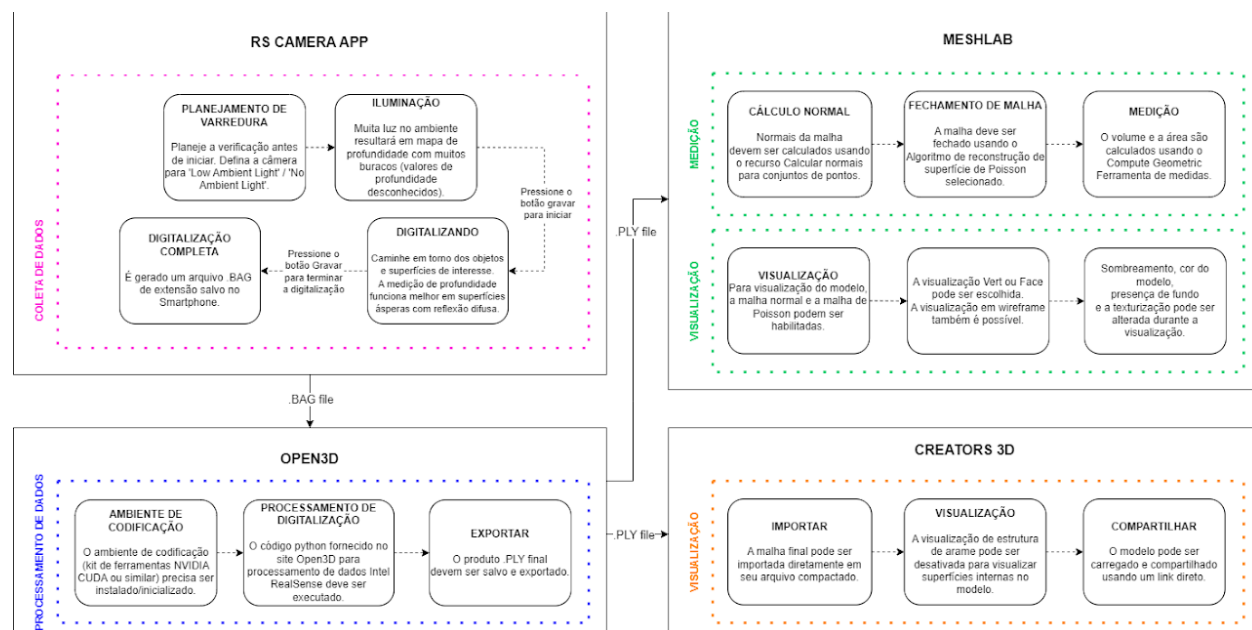 RS CAMERA APP
COLETA DE DADOS
PLANEJAMENTO DE
VARREDURA
Planeje a verificação antes
de iniciar. Defina a câmera
para 'Low Ambient Light' / 'No
Ambient Light'.
ILUMINAÇÃO
Muita luz no ambiente
resultará em mapa de
profundidade com muitos
buracos (valores de
profundidade
desconhecidos).
Pressione o
botão gravar
para iniciar
DIGITALIZANDO
Caminhe em torno dos objetos
e superfícies de interesse.
A medição de profundidade
funciona melhor em superfícies
ásperas com reflexão difusa.
Pressione o
botão Gravar
para terminar
a digitalização
DIGITALIZAÇÃO
COMPLETA
É gerado um arquivo .BAG
de extensão salvo no
Smartphone.
.BAG file
OPEN3D
PROCESSAMENTO DE DADOS
AMBIENTE DE
CODIFICAÇÃO
O ambiente de codificação
(kit de ferramentas NVIDIA
CUDA ou similar) precisa ser
instalado/inicializado.
PROCESSAMENTO DE
DIGITALIZAÇÃO
O código python fornecido no
site Open3D para
processamento de dados Intel
RealSense deve ser
executado.
EXPORTAR
O produto .PLY final
devem ser salvo e exportado.
.PLY file
.PLY file
MESHLAB
MEDIÇÃO
CÁLCULO NORMAL
Normais da malha
devem ser calculados usando
o recurso Calcular normais
para conjuntos de pontos.
FECHAMENTO DE MALHA
A malha deve ser
fechado usando o
Algoritmo de reconstrução de
superfície de Poisson
selecionado.
MEDIÇÃO
O volume e a área são
calculados usando o
Compute Geometric
Ferramenta de medidas.
VISUALIZAÇÃO
VISUALIZAÇÃO
Para visualização do modelo,
a malha normal e a malha de
Poisson podem ser
habilitadas.
A visualização Vert ou Face
pode ser escolhida.
A visualização em wireframe
também é possível.
Sombreamento, cor do
modelo,
presença de fundo
e a texturização pode ser
alterada durante a
visualização.
CREATORS 3D
VISUALIZAÇÃO
IMPORTAR
A malha final pode ser
importada diretamente em
seu arquivo compactado.
VISUALIZAÇÃO
A visualização de estrutura
de arame pode ser
desativada para visualizar
superfícies internas no
modelo.
COMPARTILHAR
O modelo pode ser
carregado e compartilhado
usando um link direto.